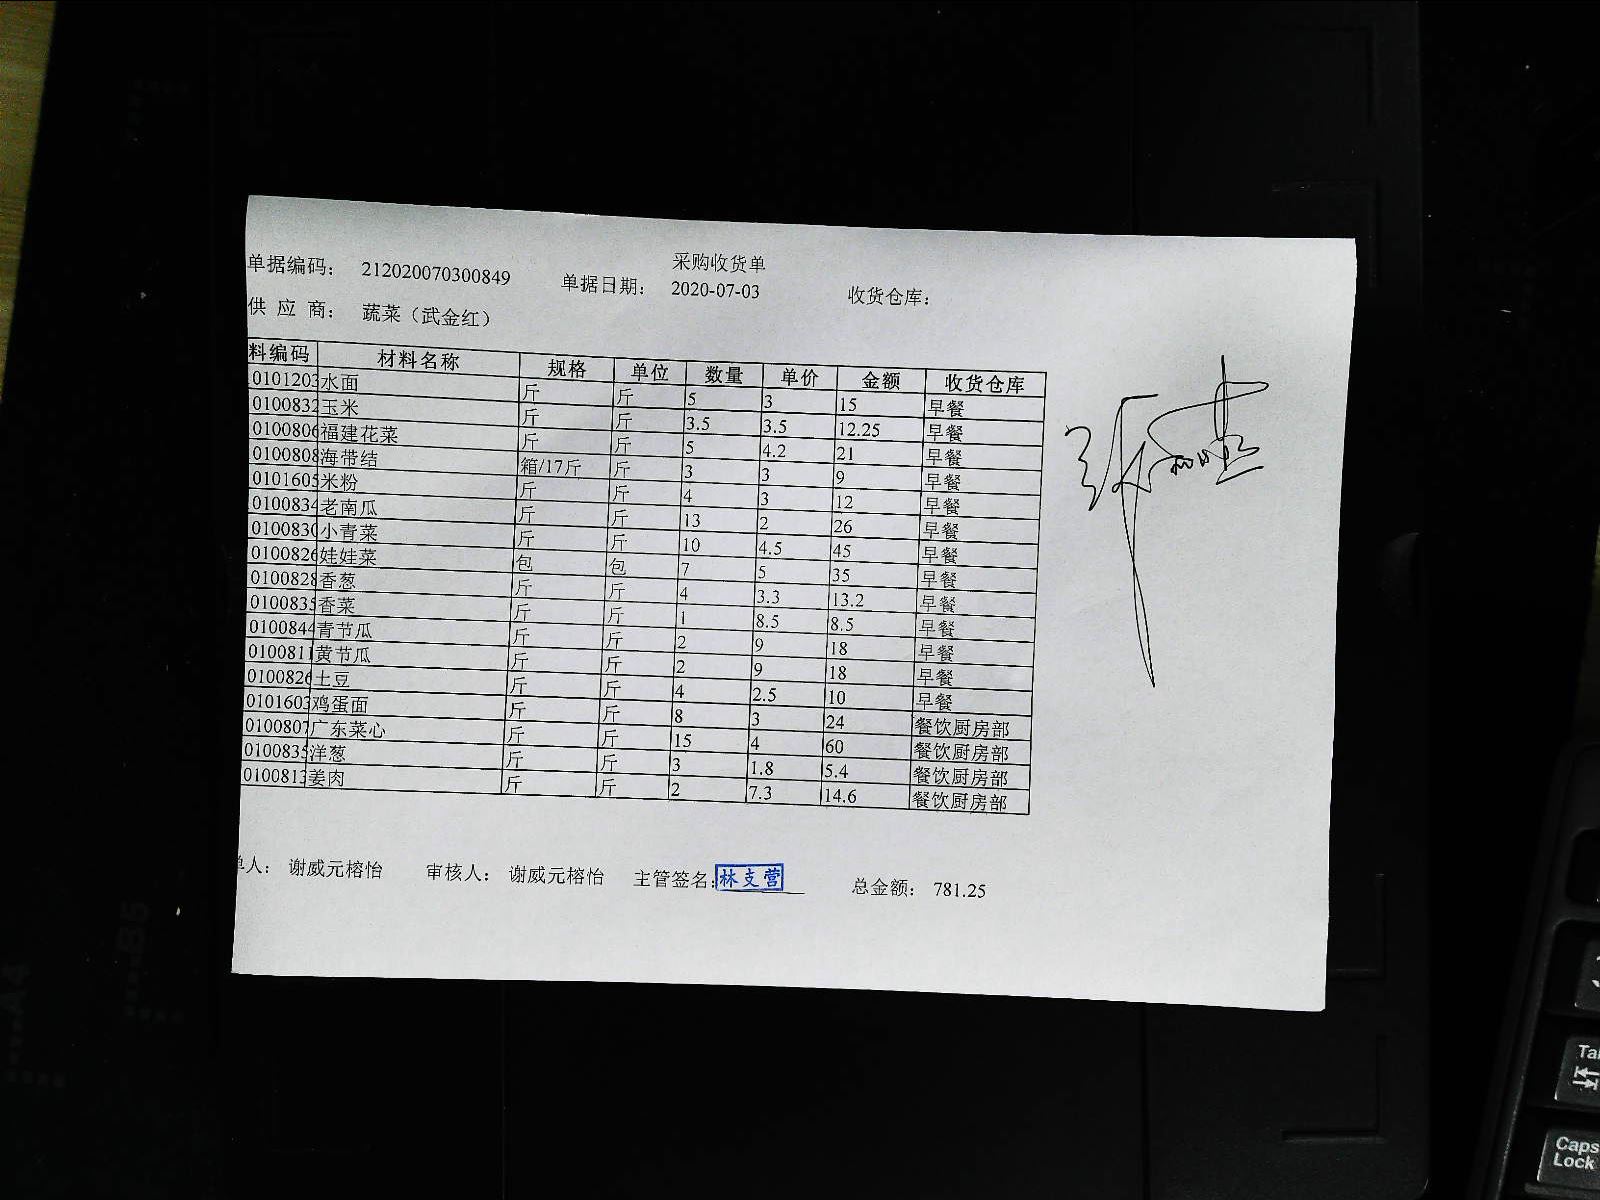 采购收货单
单据编码： 212020070300849 单据日期： 2020-07-03 收货仓库：
供 应 商： 蔬菜（武金红）
料编码 材料名称 规格 单位 数量 单价 金额 收货仓库
0101203 水面 斤 斤 5 3 15 早餐
0100832 玉米 斤 斤 3.5 3.5 12.25 早餐
0100806 福建花菜 斤 斤 5 4.2 21 早餐
0100808 海带结 箱/17斤 斤 3 3 9 早餐
0101605 米粉 斤 斤 4 3 12 早餐
0100834 老南瓜 斤 斤 13 2 26 早餐
0100830 小青菜 斤 斤 10 4.5 45 早餐
0100826 娃娃菜 包 包 7 5 35 早餐
0100828 香葱 斤 斤 4 3.3 13.2 早餐
0100835 香菜 斤 斤 1 8.5 8.5 早餐
0100844 青节瓜 斤 斤 2 9 18 早餐
0100811 黄节瓜 斤 斤 2 9 18 早餐
0100826 土豆 斤 斤 4 2.5 10 早餐
0101603 鸡蛋面 斤 斤 8 3 24 餐饮厨房部
0100807 广东菜心 斤 斤 15 4 60 餐饮厨房部
0100835 洋葱 斤 斤 3 1.8 5.4 餐饮厨房部
0100813 姜肉 斤 斤 2 7.3 14.6 餐饮厨房部
单人： 谢威元榕怡 审核人： 谢威元榕怡 主管签名： 林支营 总金额： 781.25
B5
A4
Caps
Lock